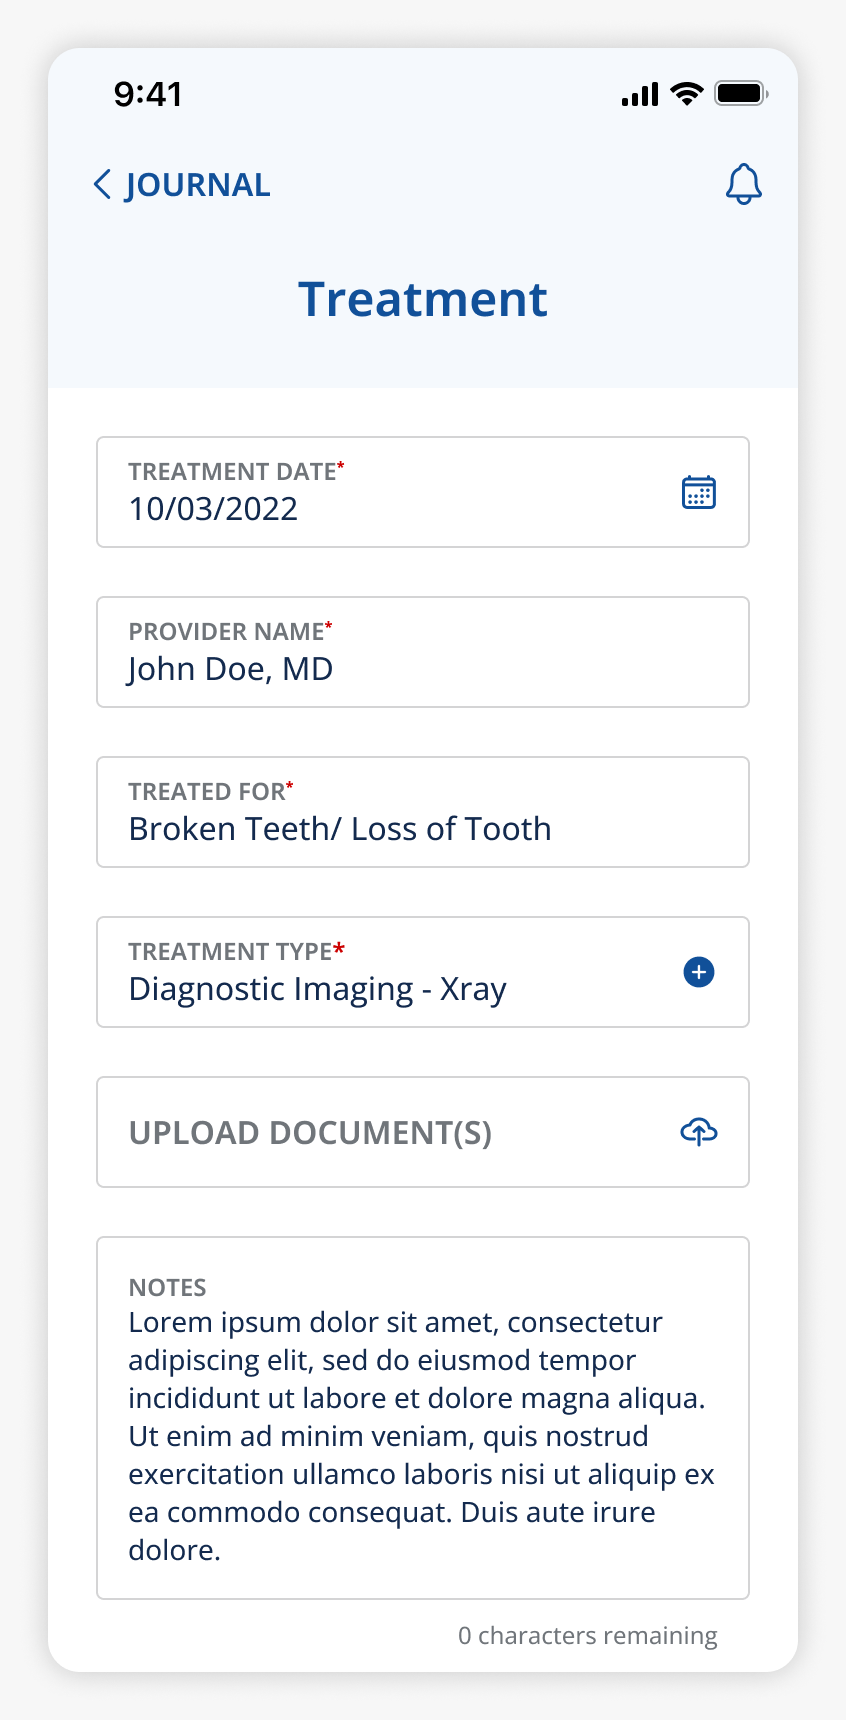 9:41
JOURNAL
Treatment
TREATMENT DATE*
10/03/2022
PROVIDER NAME*
John Doe, MD
TREATED FOR*
Broken Teeth/ Loss of Tooth
TREATMENT TYPE*
Diagnostic Imaging - Xray
UPLOAD DOCUMENT(S)
NOTES
Lorem ipsum dolor sit amet, consectetur
adipiscing elit, sed do eiusmod tempor
incididunt ut labore et dolore magna aliqua.
Ut enim ad minim veniam, quis nostrud
exercitation ullamco laboris nisi ut aliquip ex
ea commodo consequat. Duis aute irure
dolore.
0 characters remaining